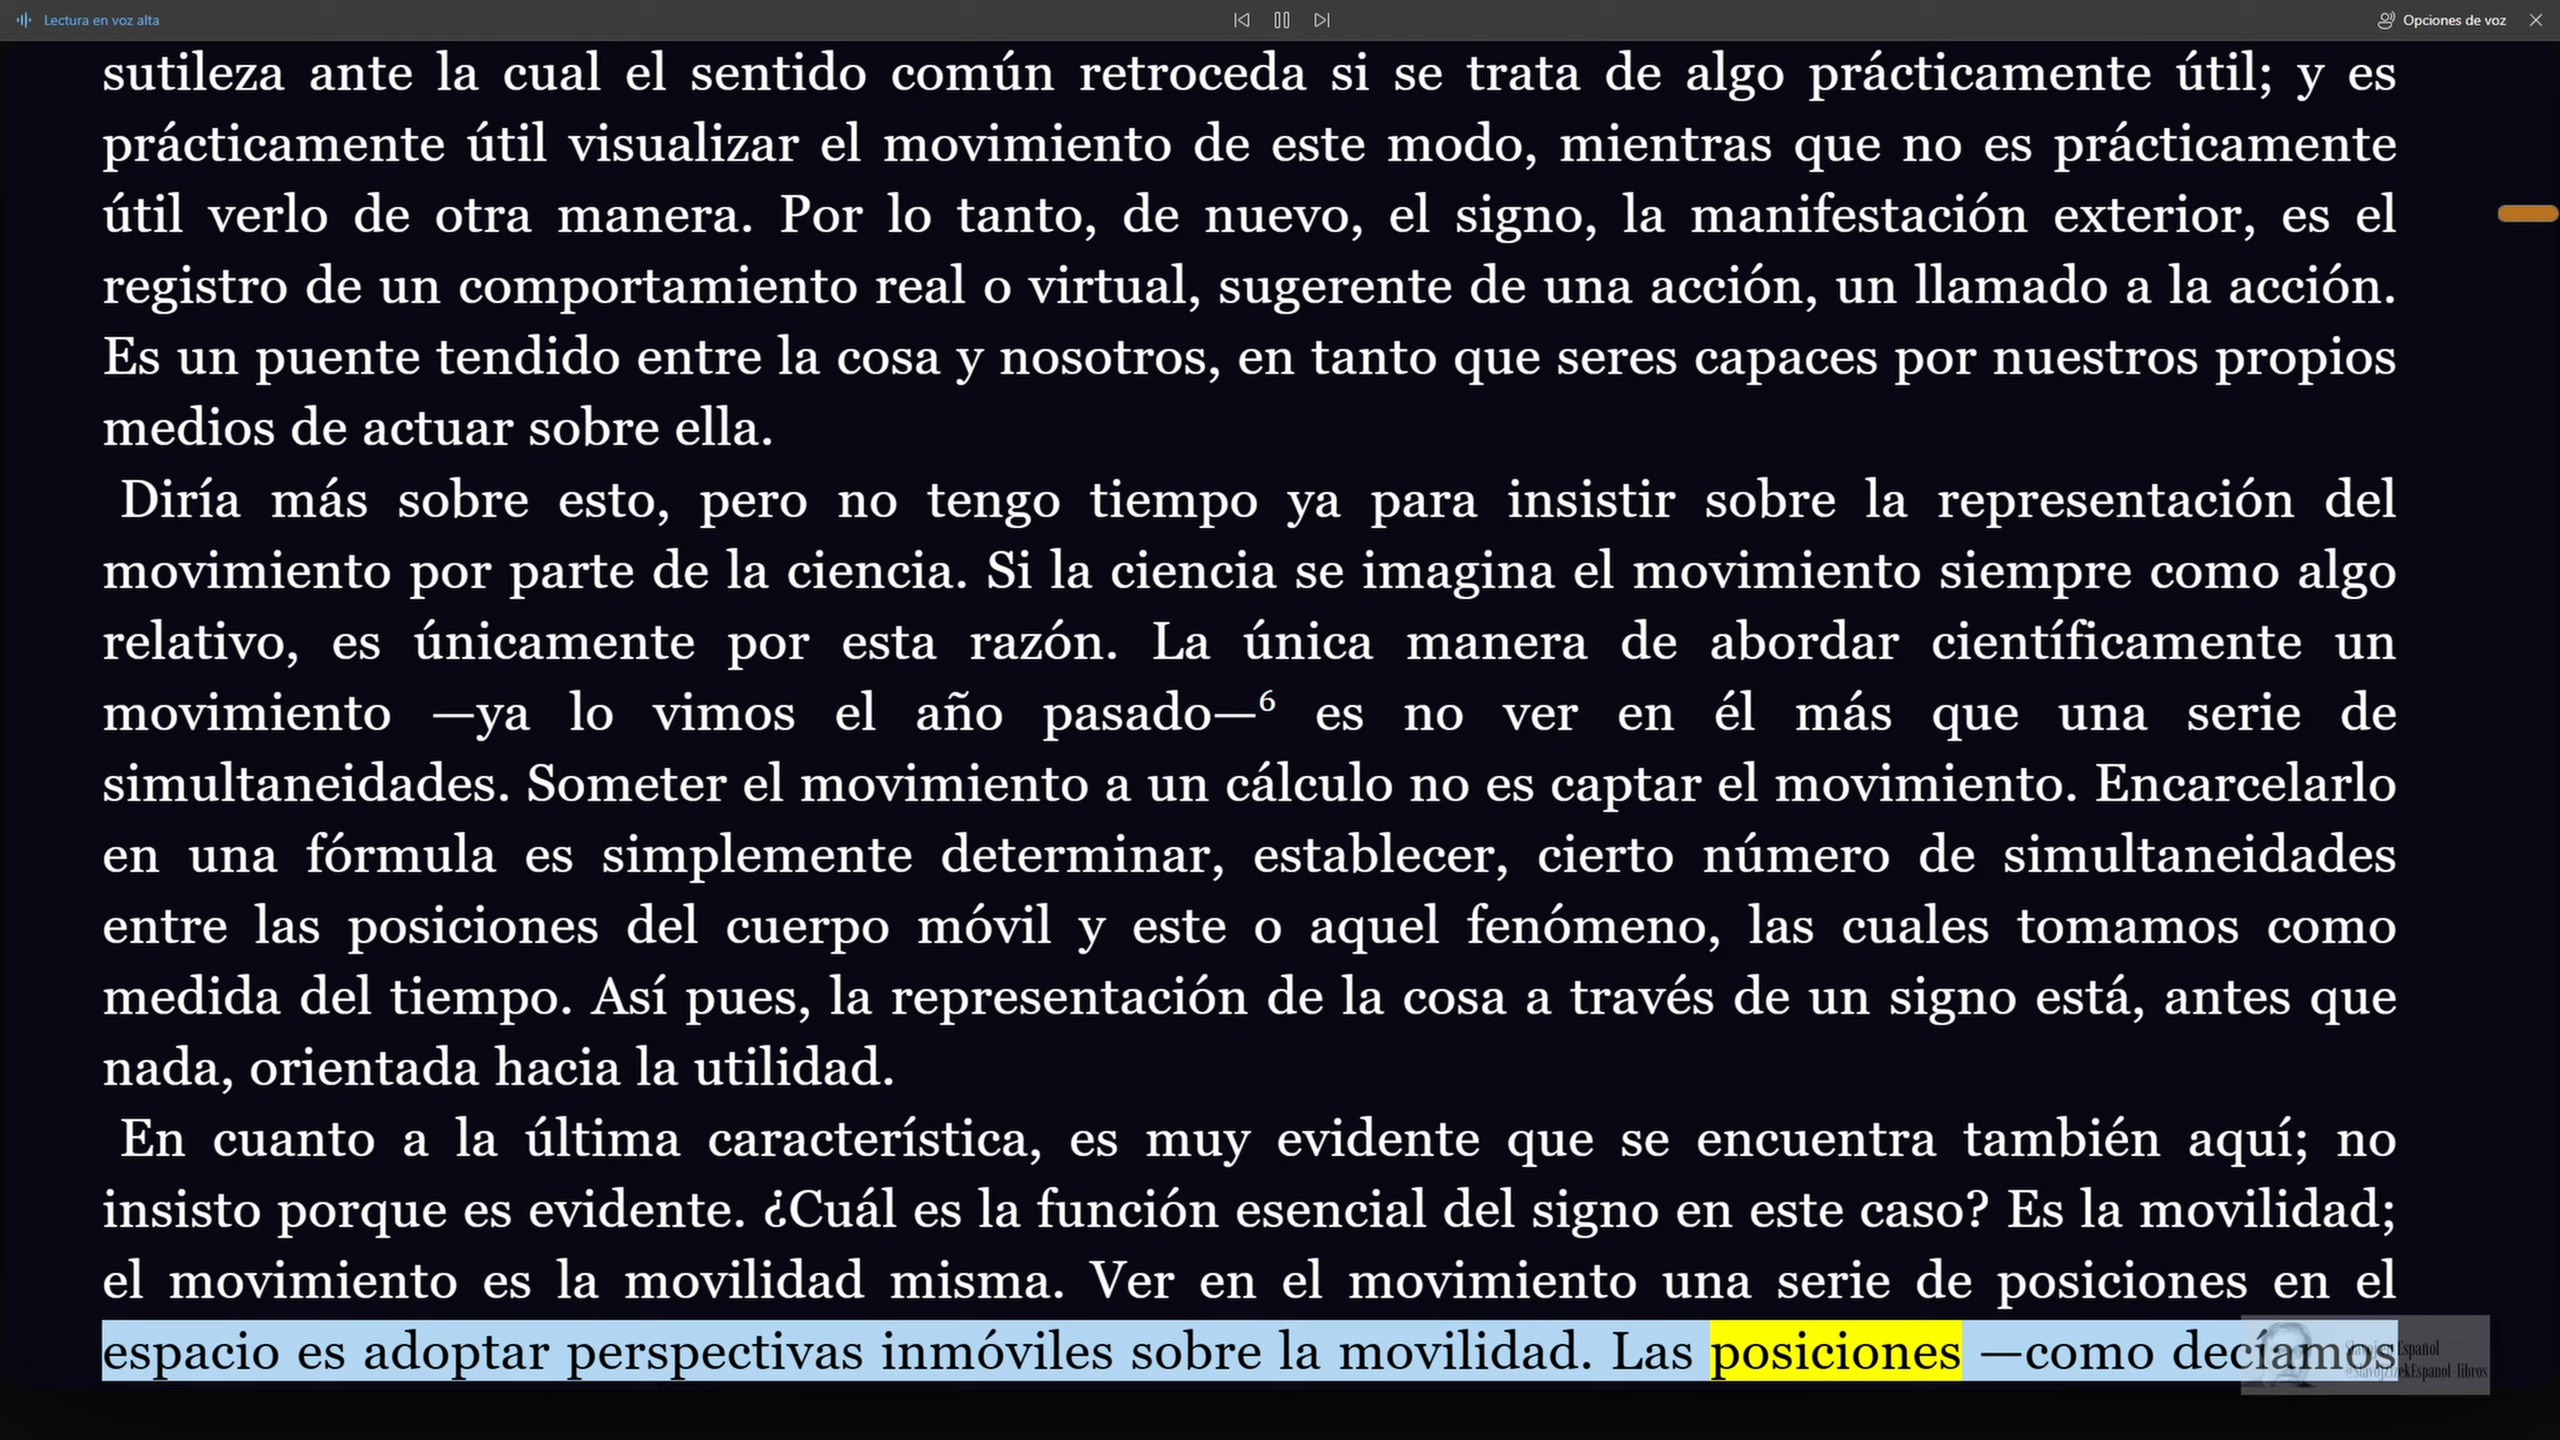 Lectura en voz alta
Opciones de voz
sutileza ante la cual el sentido común retroceda si se trata de algo prácticamente útil; y es
prácticamente útil visualizar el movimiento de este modo, mientras que no es prácticamente
útil verlo de otra manera. Por lo tanto, de nuevo, el signo, la manifestación exterior, es el
registro de un comportamiento real o virtual, sugerente de una acción, un llamado a la acción.
Es un puente tendido entre la cosa y nosotros, en tanto que seres capaces por nuestros propios
medios de actuar sobre ella.
Diría más sobre esto, pero no tengo tiempo ya para insistir sobre la representación del
movimiento por parte de la ciencia. Si la ciencia se imagina el movimiento siempre como algo
relativo, es únicamente por esta razón. La única manera de abordar científicamente un
movimiento —ya lo vimos el año pasado—⁶ es no ver en él más que una serie de
simultaneidades. Someter el movimiento a un cálculo no es captar el movimiento. Encarcelarlo
en una fórmula es simplemente determinar, establecer, cierto número de simultaneidades
entre las posiciones del cuerpo móvil y este o aquel fenómeno, las cuales tomamos como
medida del tiempo. Así pues, la representación de la cosa a través de un signo está, antes que
nada, orientada hacia la utilidad.
En cuanto a la última característica, es muy evidente que se encuentra también aquí; no
insisto porque es evidente. ¿Cuál es la función esencial del signo en este caso? Es la movilidad;
el movimiento es la movilidad misma. Ver en el movimiento una serie de posiciones en el
espacio es adoptar perspectivas inmóviles sobre la movilidad. Las posiciones —como decíamos
Español
libros